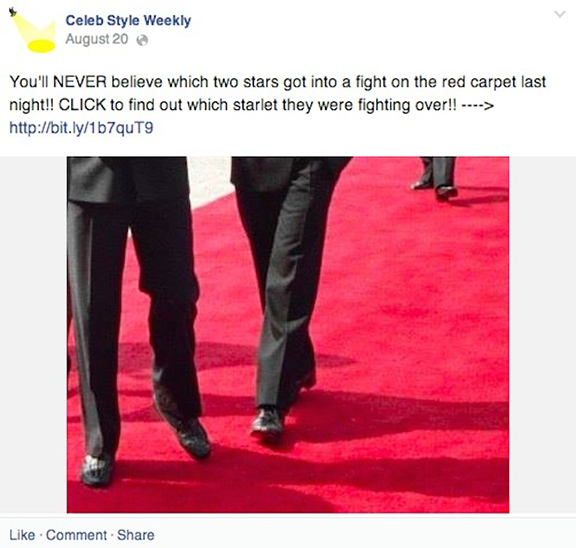 Celeb Style Weekly
August 20
You'll NEVER believe which two stars got into a fight on the red carpet last
night!! CLICK to find out which starlet they were fighting over!! ---->
http://bit.ly/1b7quT9
Like · Comment · Share